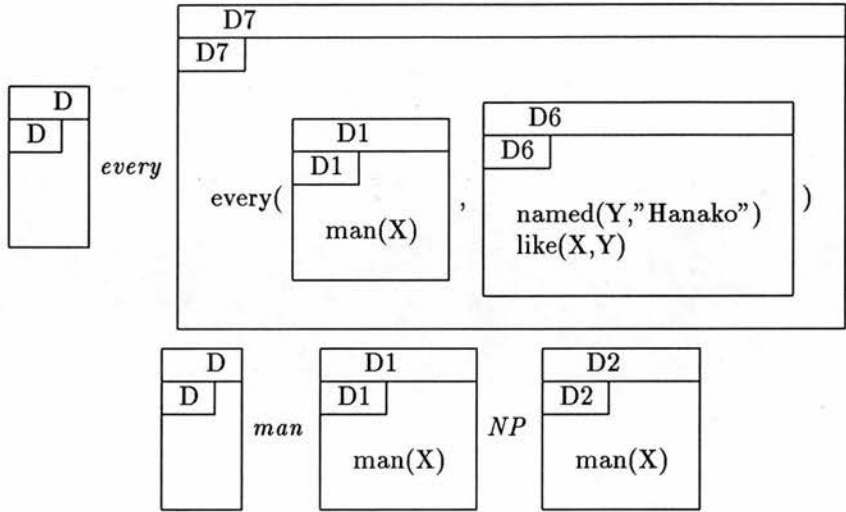 D7
D7
D
D
every
every(
D1
D1
man(X)
,
D6
D6
named(Y,"Hanako")
like(X,Y)
)
D
D
man
D1
D1
man(X)
NP
D2
D2
man(X)